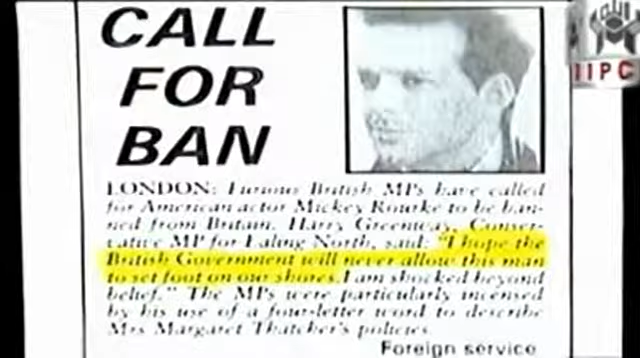 CALL
FOR
BAN
IIPC
LONDON: Furious British MPs have called
for American actor Mickey Rourke to be ban-
ned from Britain. Harry Greenway, Conser-
vative MP for Ealing North, said: "I hope the
British Government will never allow this man
to set foot on our shores. I am shocked beyond
belief." The MPs were particularly incensed
by his use of a four-letter word to describe
Mrs Margaret Thatcher's policies.
Foreign service